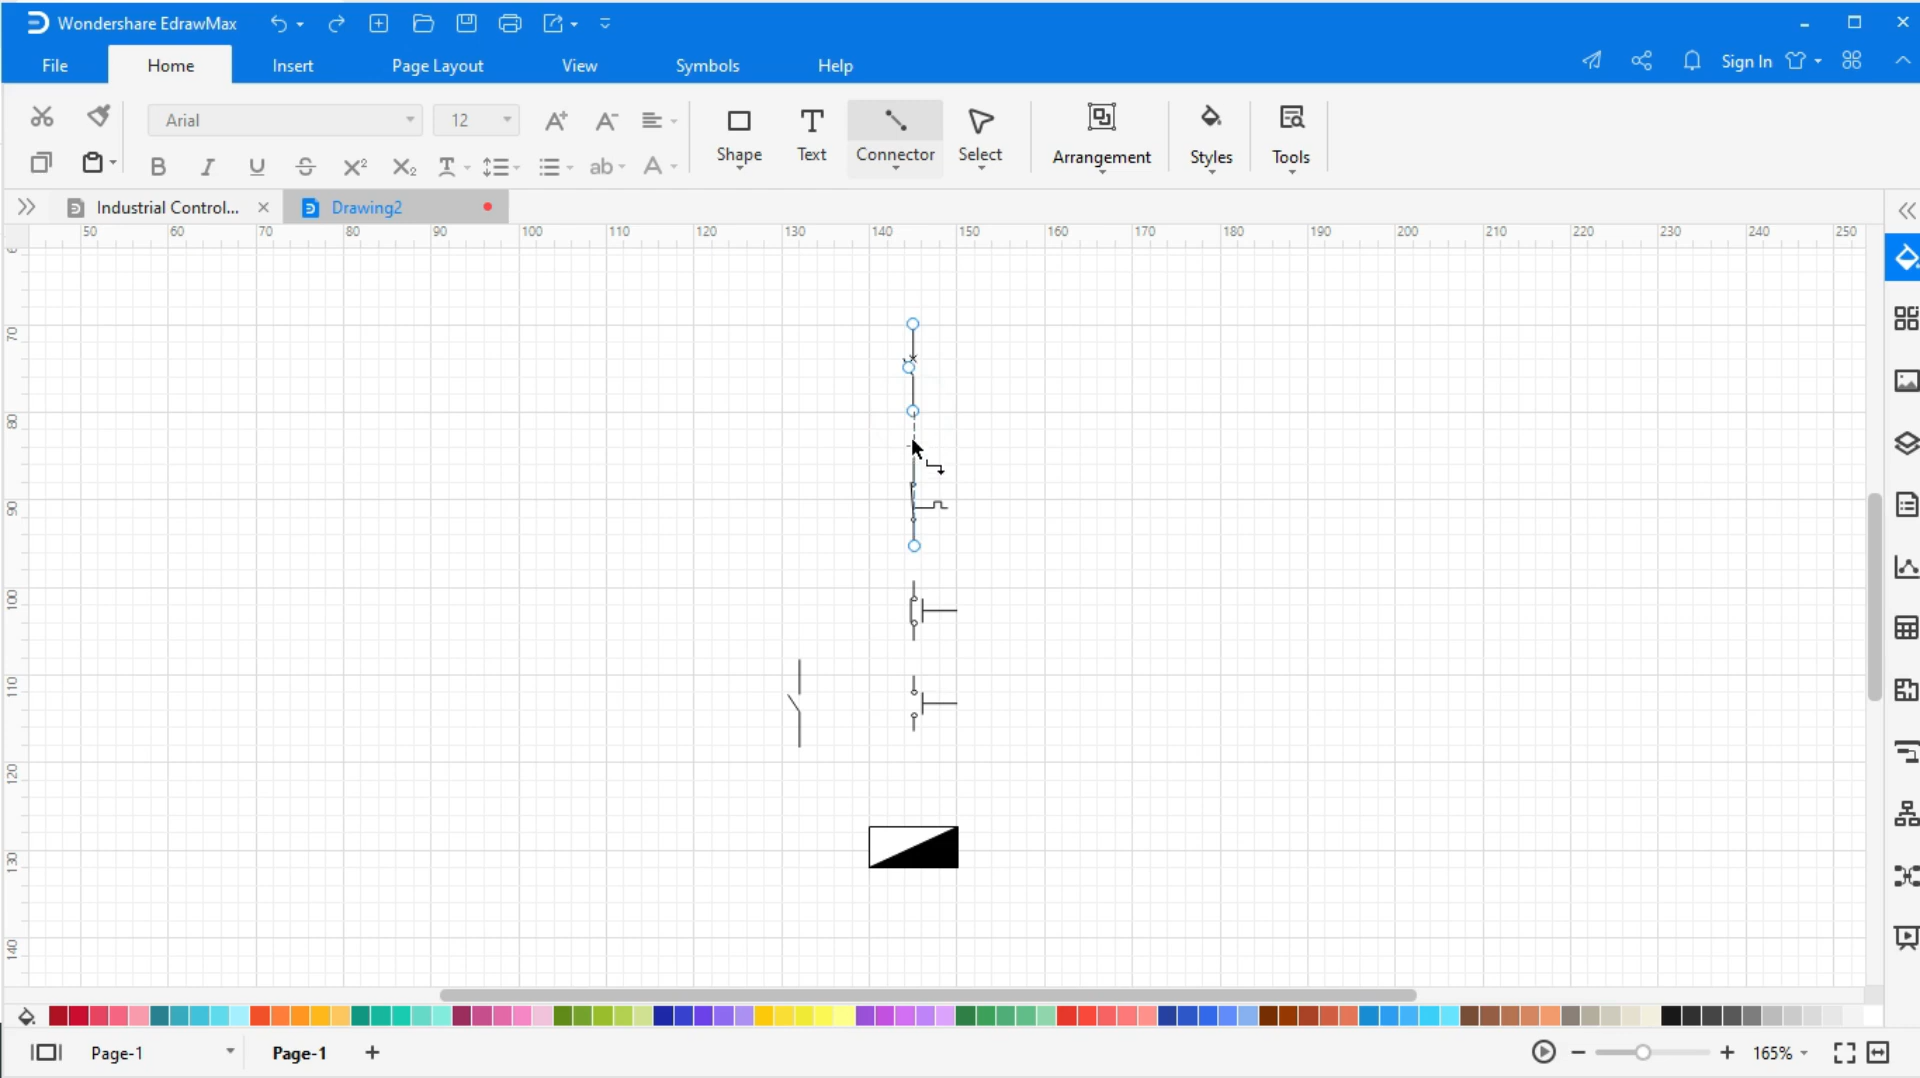 Wondershare EdrawMax
File Home Insert Page Layout View Symbols Help Sign In
Arial 12 A+ A-
B I U S X² X₂ T ab A
Shape Text Connector Select Arrangement Styles Tools
Industrial Control... Drawing2
50 60 70 80 90 100 110 120 130 140 150 160 170 180 190 200 210 220 230 240 250
70
80
90
100
110
120
130
140
Page-1 Page-1 165%